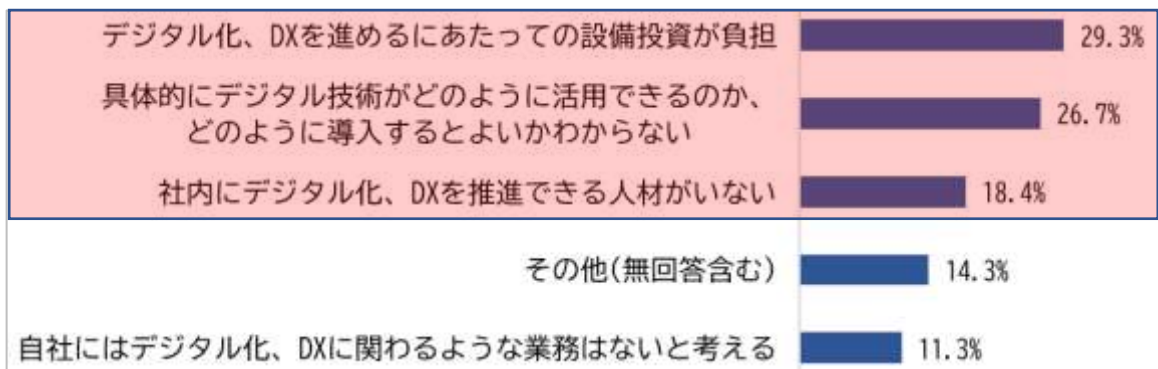 デジタル化、DXを進めるにあたっての設備投資が負担 29.3%
具体的にデジタル技術がどのように活用できるのか、
どのように導入するとよいかわからない 26.7%
社内にデジタル化、DXを推進できる人材がいない 18.4%
その他(無回答含む) 14.3%
自社にはデジタル化、DXに関わるような業務はないと考える 11.3%